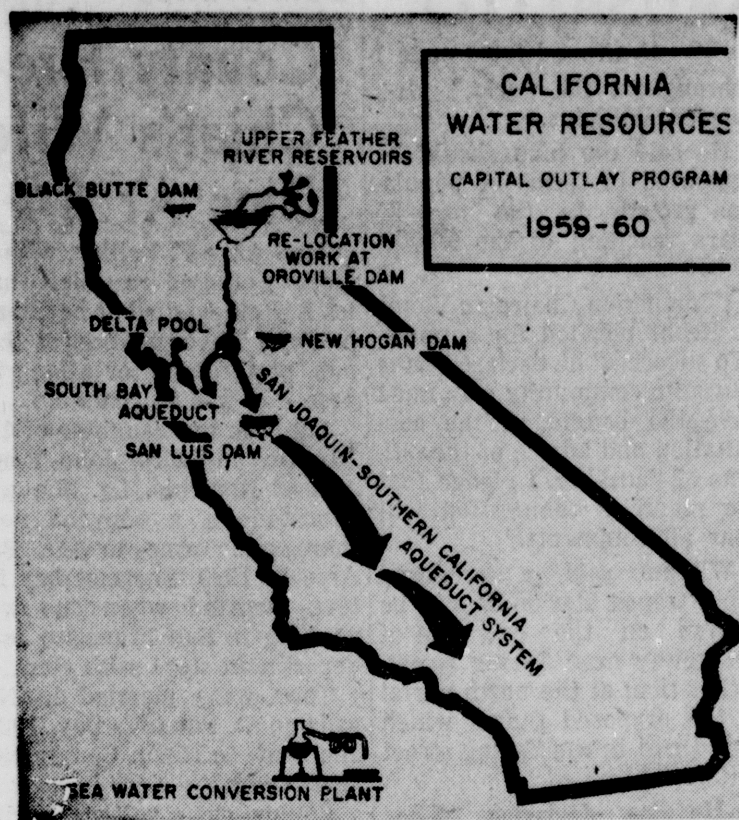 CALIFORNIA
WATER RESOURCES
CAPITAL OUTLAY PROGRAM
1959-60
UPPER FEATHER
RIVER RESERVOIRS
BLACK BUTTE DAM
RE-LOCATION
WORK AT
OROVILLE DAM
DELTA POOL
NEW HOGAN DAM
SOUTH BAY
AQUEDUCT
SAN LUIS DAM
SAN JOAQUIN-SOUTHERN CALIFORNIA
AQUEDUCT SYSTEM
SEA WATER CONVERSION PLANT